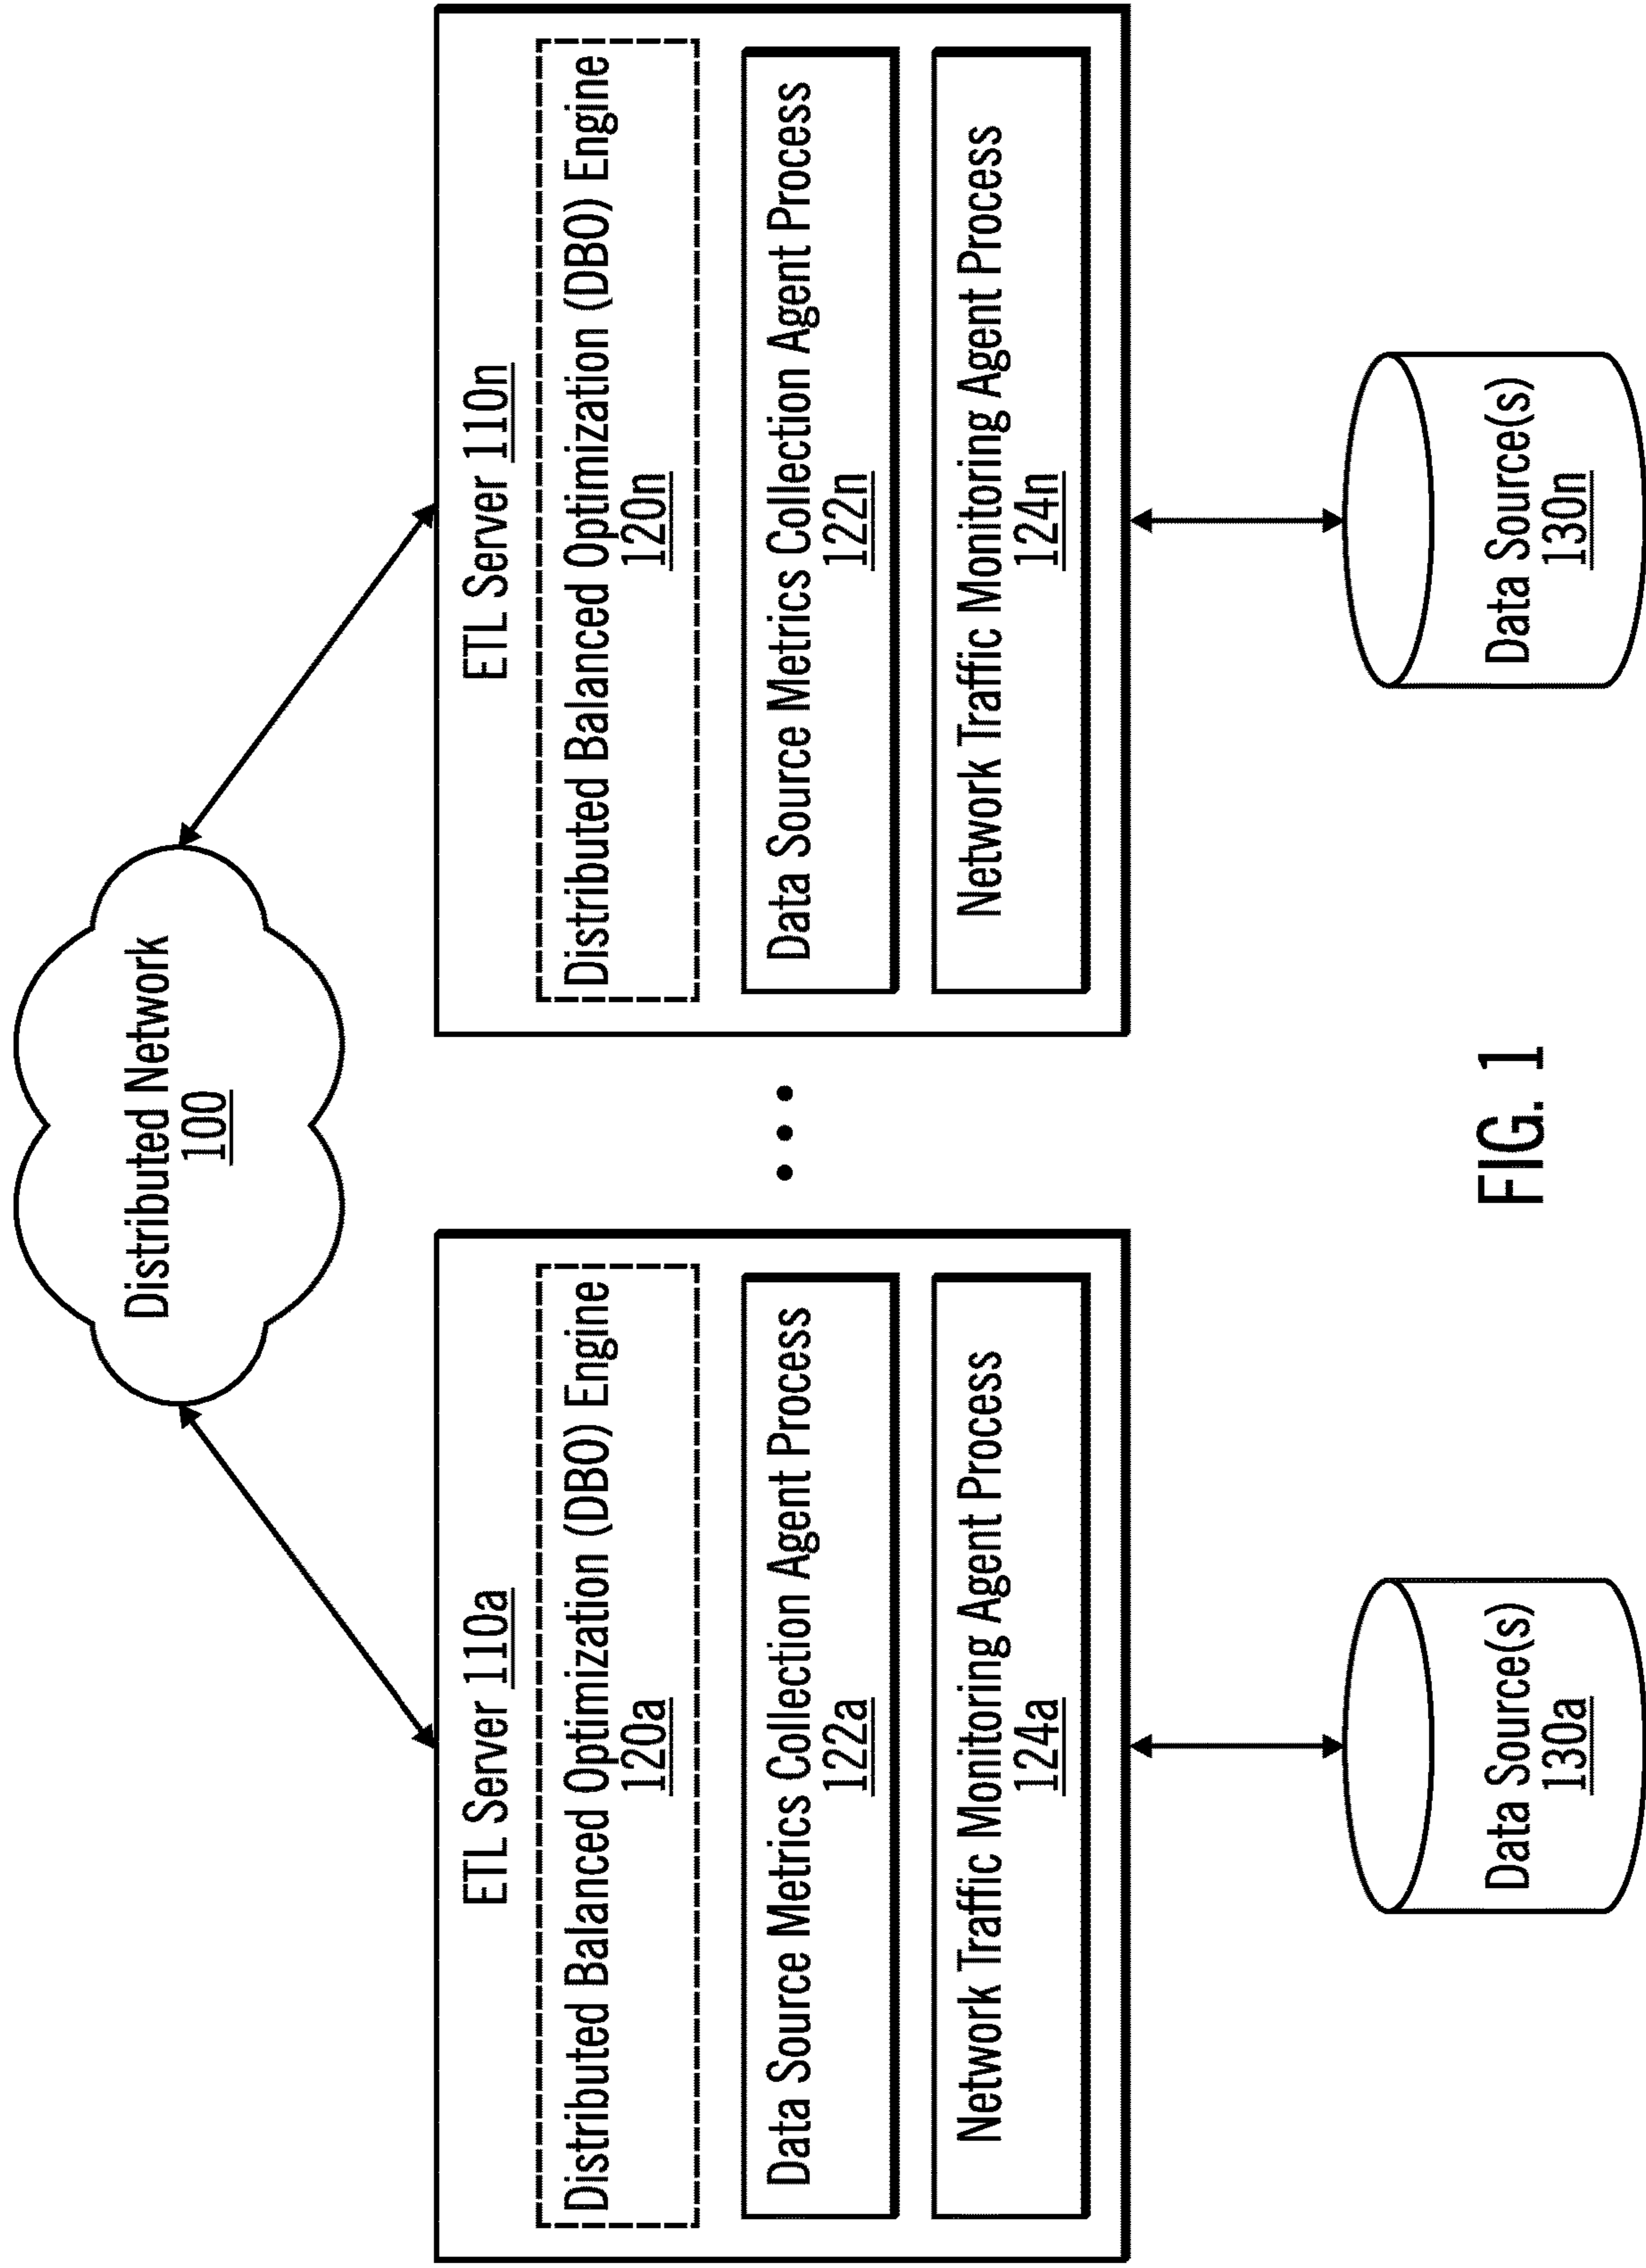 Distributed Network
100
ETL Server 110a
Distributed Balanced Optimization (DBO) Engine
120a
Data Source Metrics Collection Agent Process
122a
Network Traffic Monitoring Agent Process
124a
Data Source(s)
130a
ETL Server 110n
Distributed Balanced Optimization (DBO) Engine
120n
Data Source Metrics Collection Agent Process
122n
Network Traffic Monitoring Agent Process
124n
Data Source(s)
130n
FIG. 1